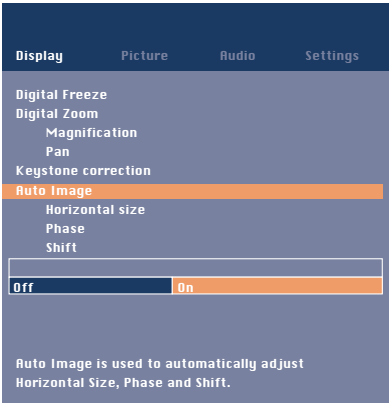 Display Picture Audio Settings
Digital Freeze
Digital Zoom
Magnification
Pan
Keystone correction
Auto Image
Horizontal size
Phase
Shift
Off On
Auto Image is used to automatically adjust
Horizontal Size, Phase and Shift.